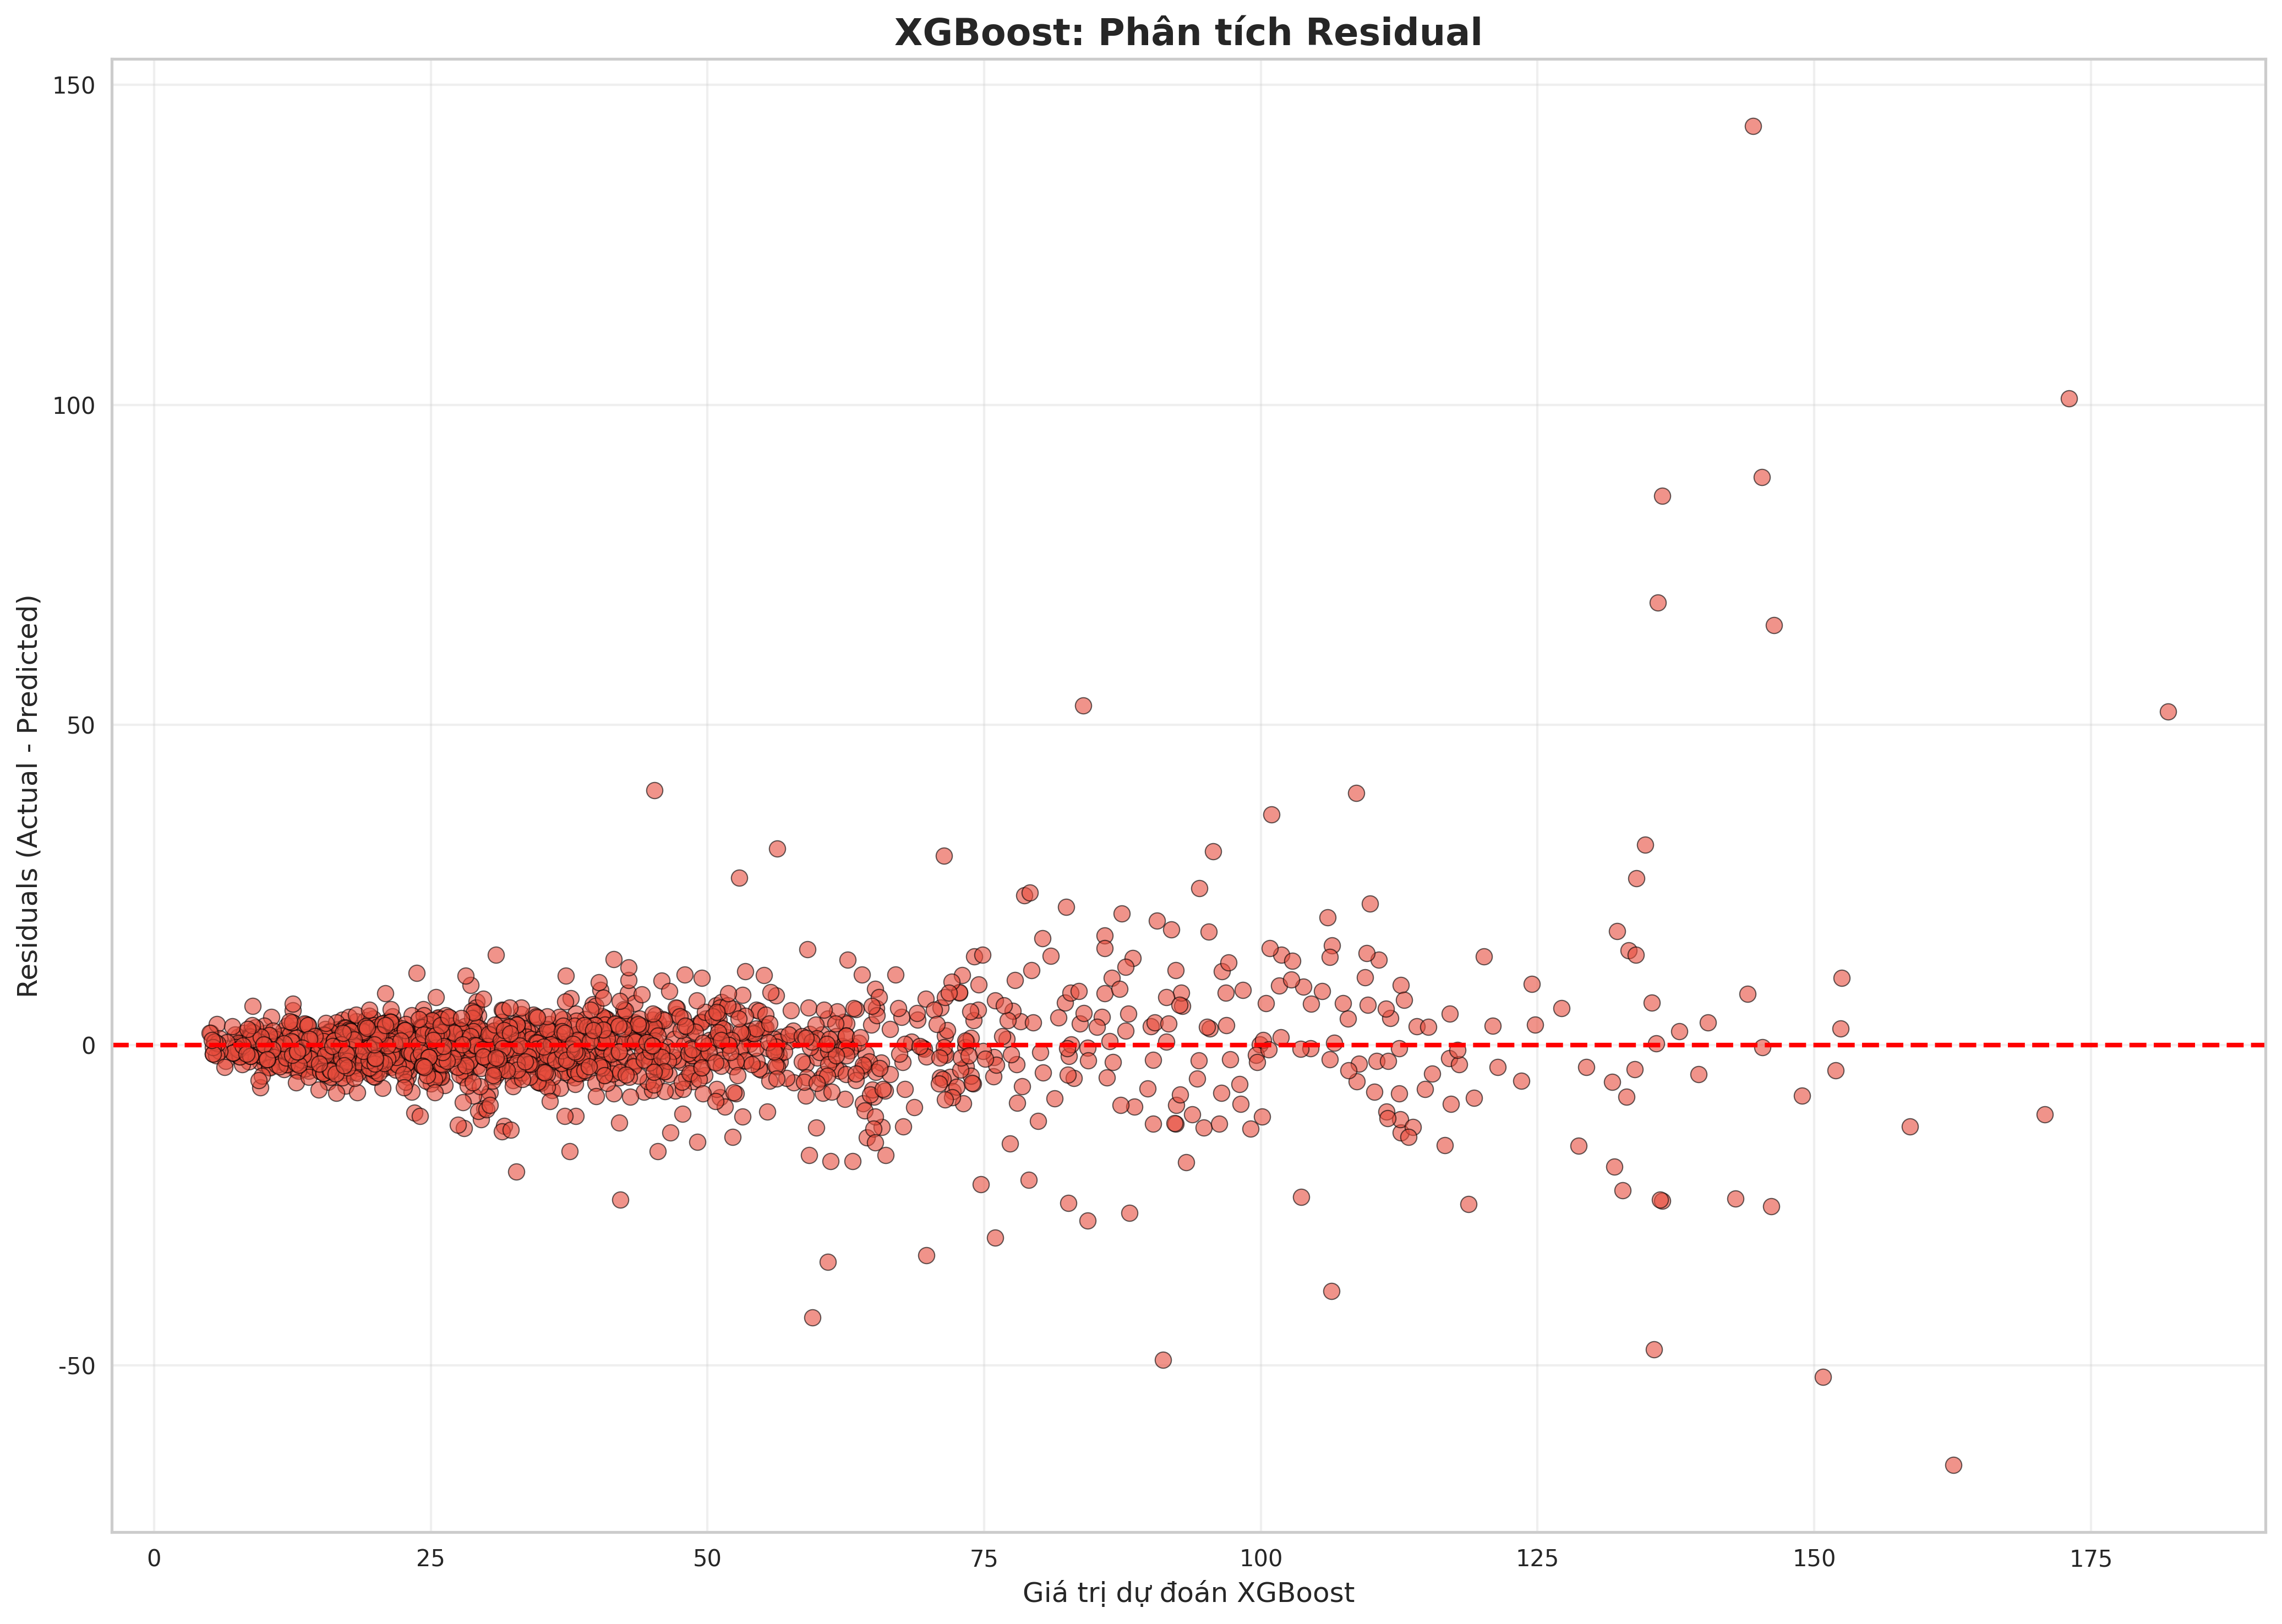 XGBoost: Phân tích Residual
Residuals (Actual - Predicted)
150
100
50
0
-50
0 25 50 75 100 125 150 175
Giá trị dự đoán XGBoost